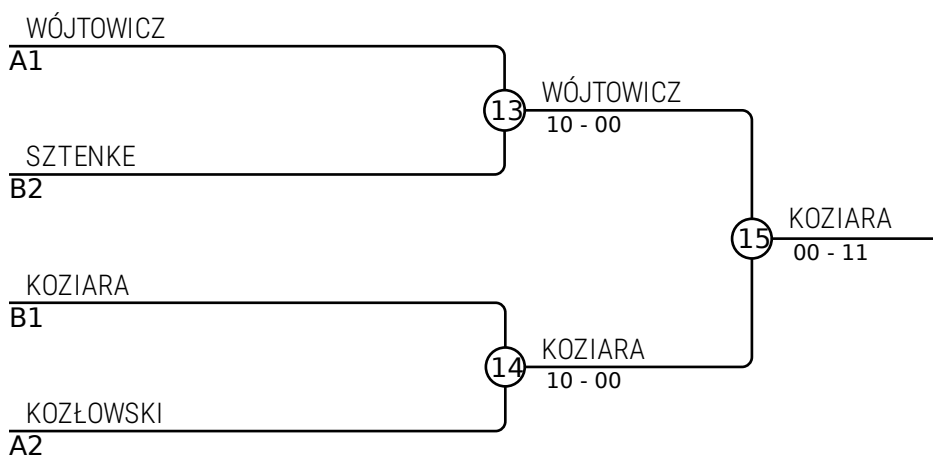 WÓJTOWICZ
A1
13
WÓJTOWICZ
10 - 00
SZTENKE
B2
15
KOZIARA
00 - 11
KOZIARA
B1
14
KOZIARA
10 - 00
KOZŁOWSKI
A2